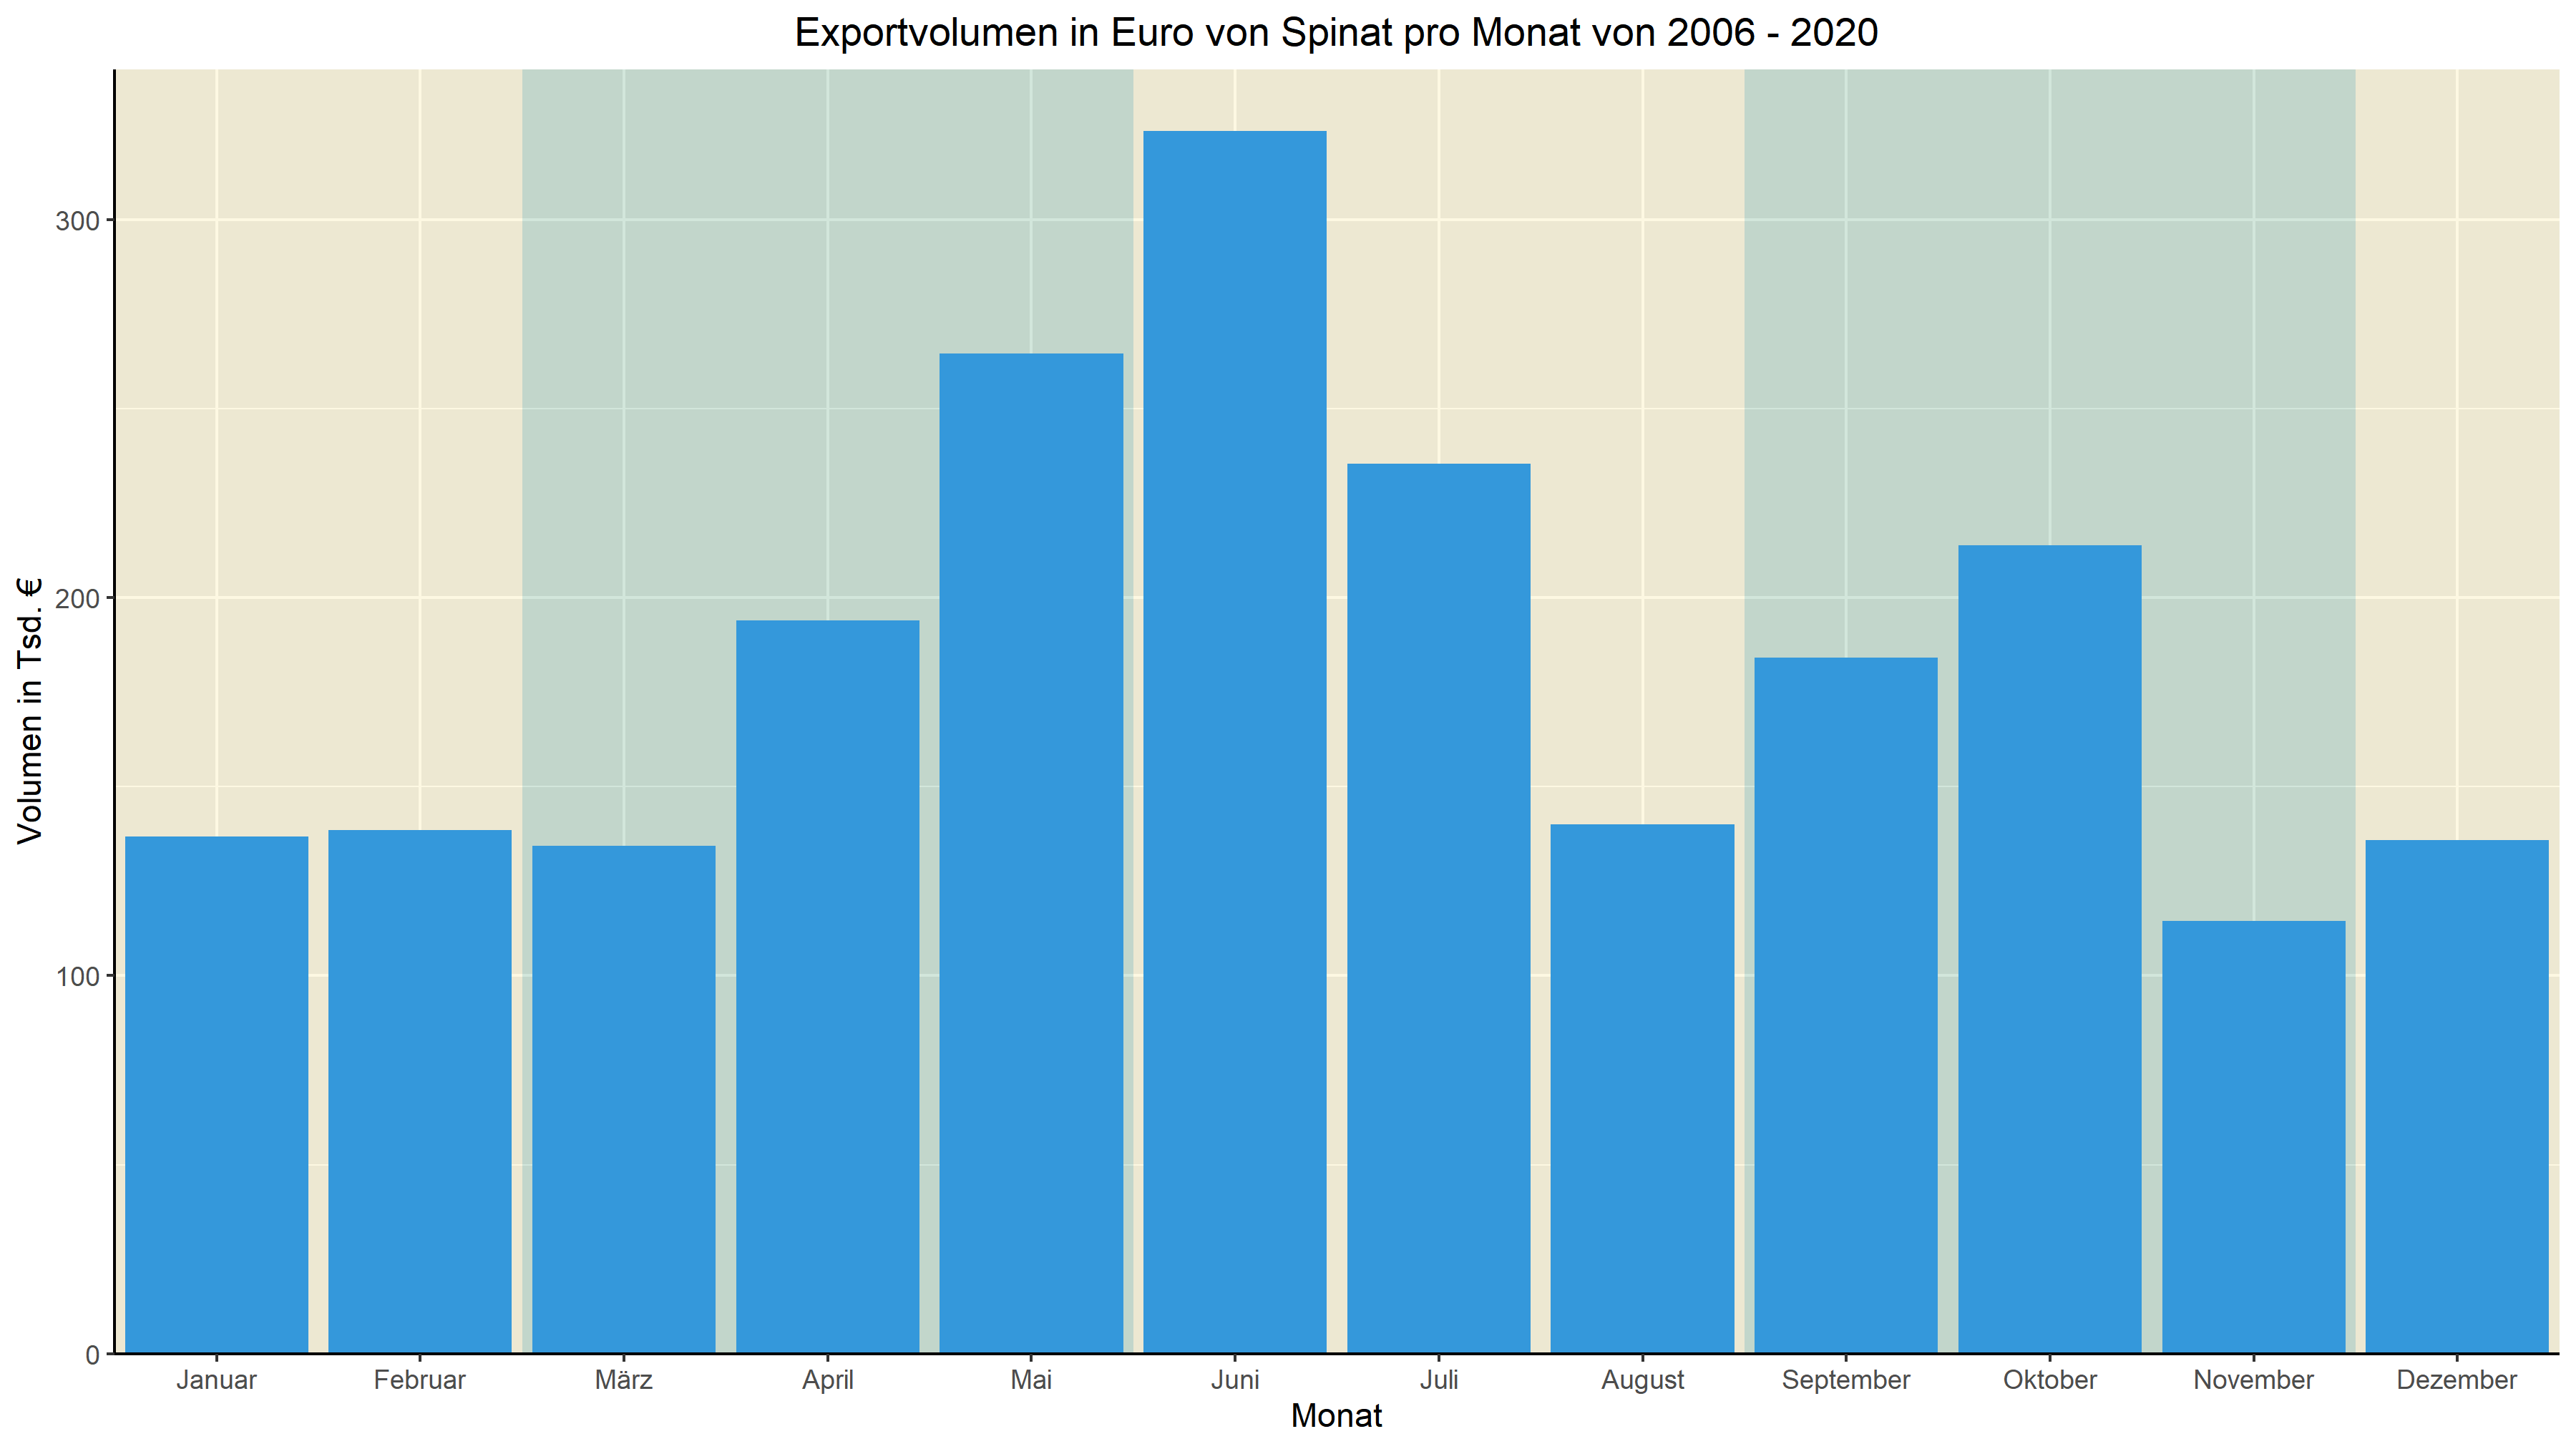 Exportvolumen in Euro von Spinat pro Monat von 2006 - 2020
Volumen in Tsd. €
300
200
100
0
Januar Februar März April Mai Juni Juli August September Oktober November Dezember
Monat